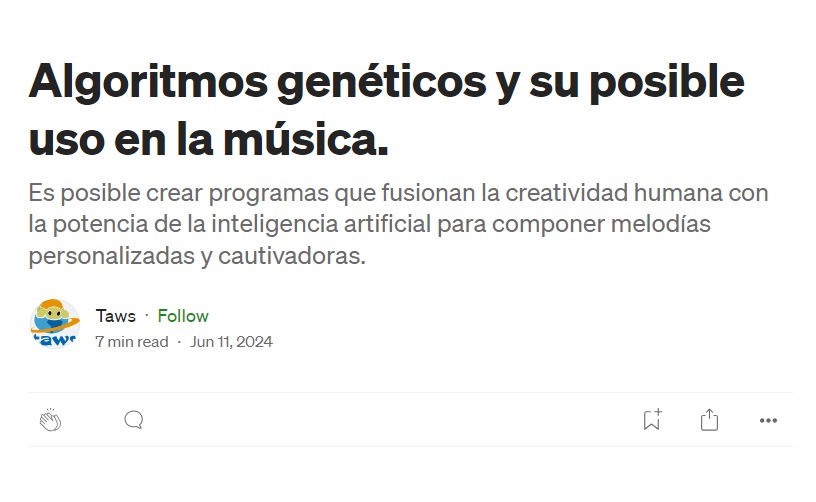 Algoritmos genéticos y su posible
uso en la música.
Es posible crear programas que fusionan la creatividad humana con
la potencia de la inteligencia artificial para componer melodías
personalizadas y cautivadoras.
Taws · Follow
7 min read · Jun 11, 2024
taws